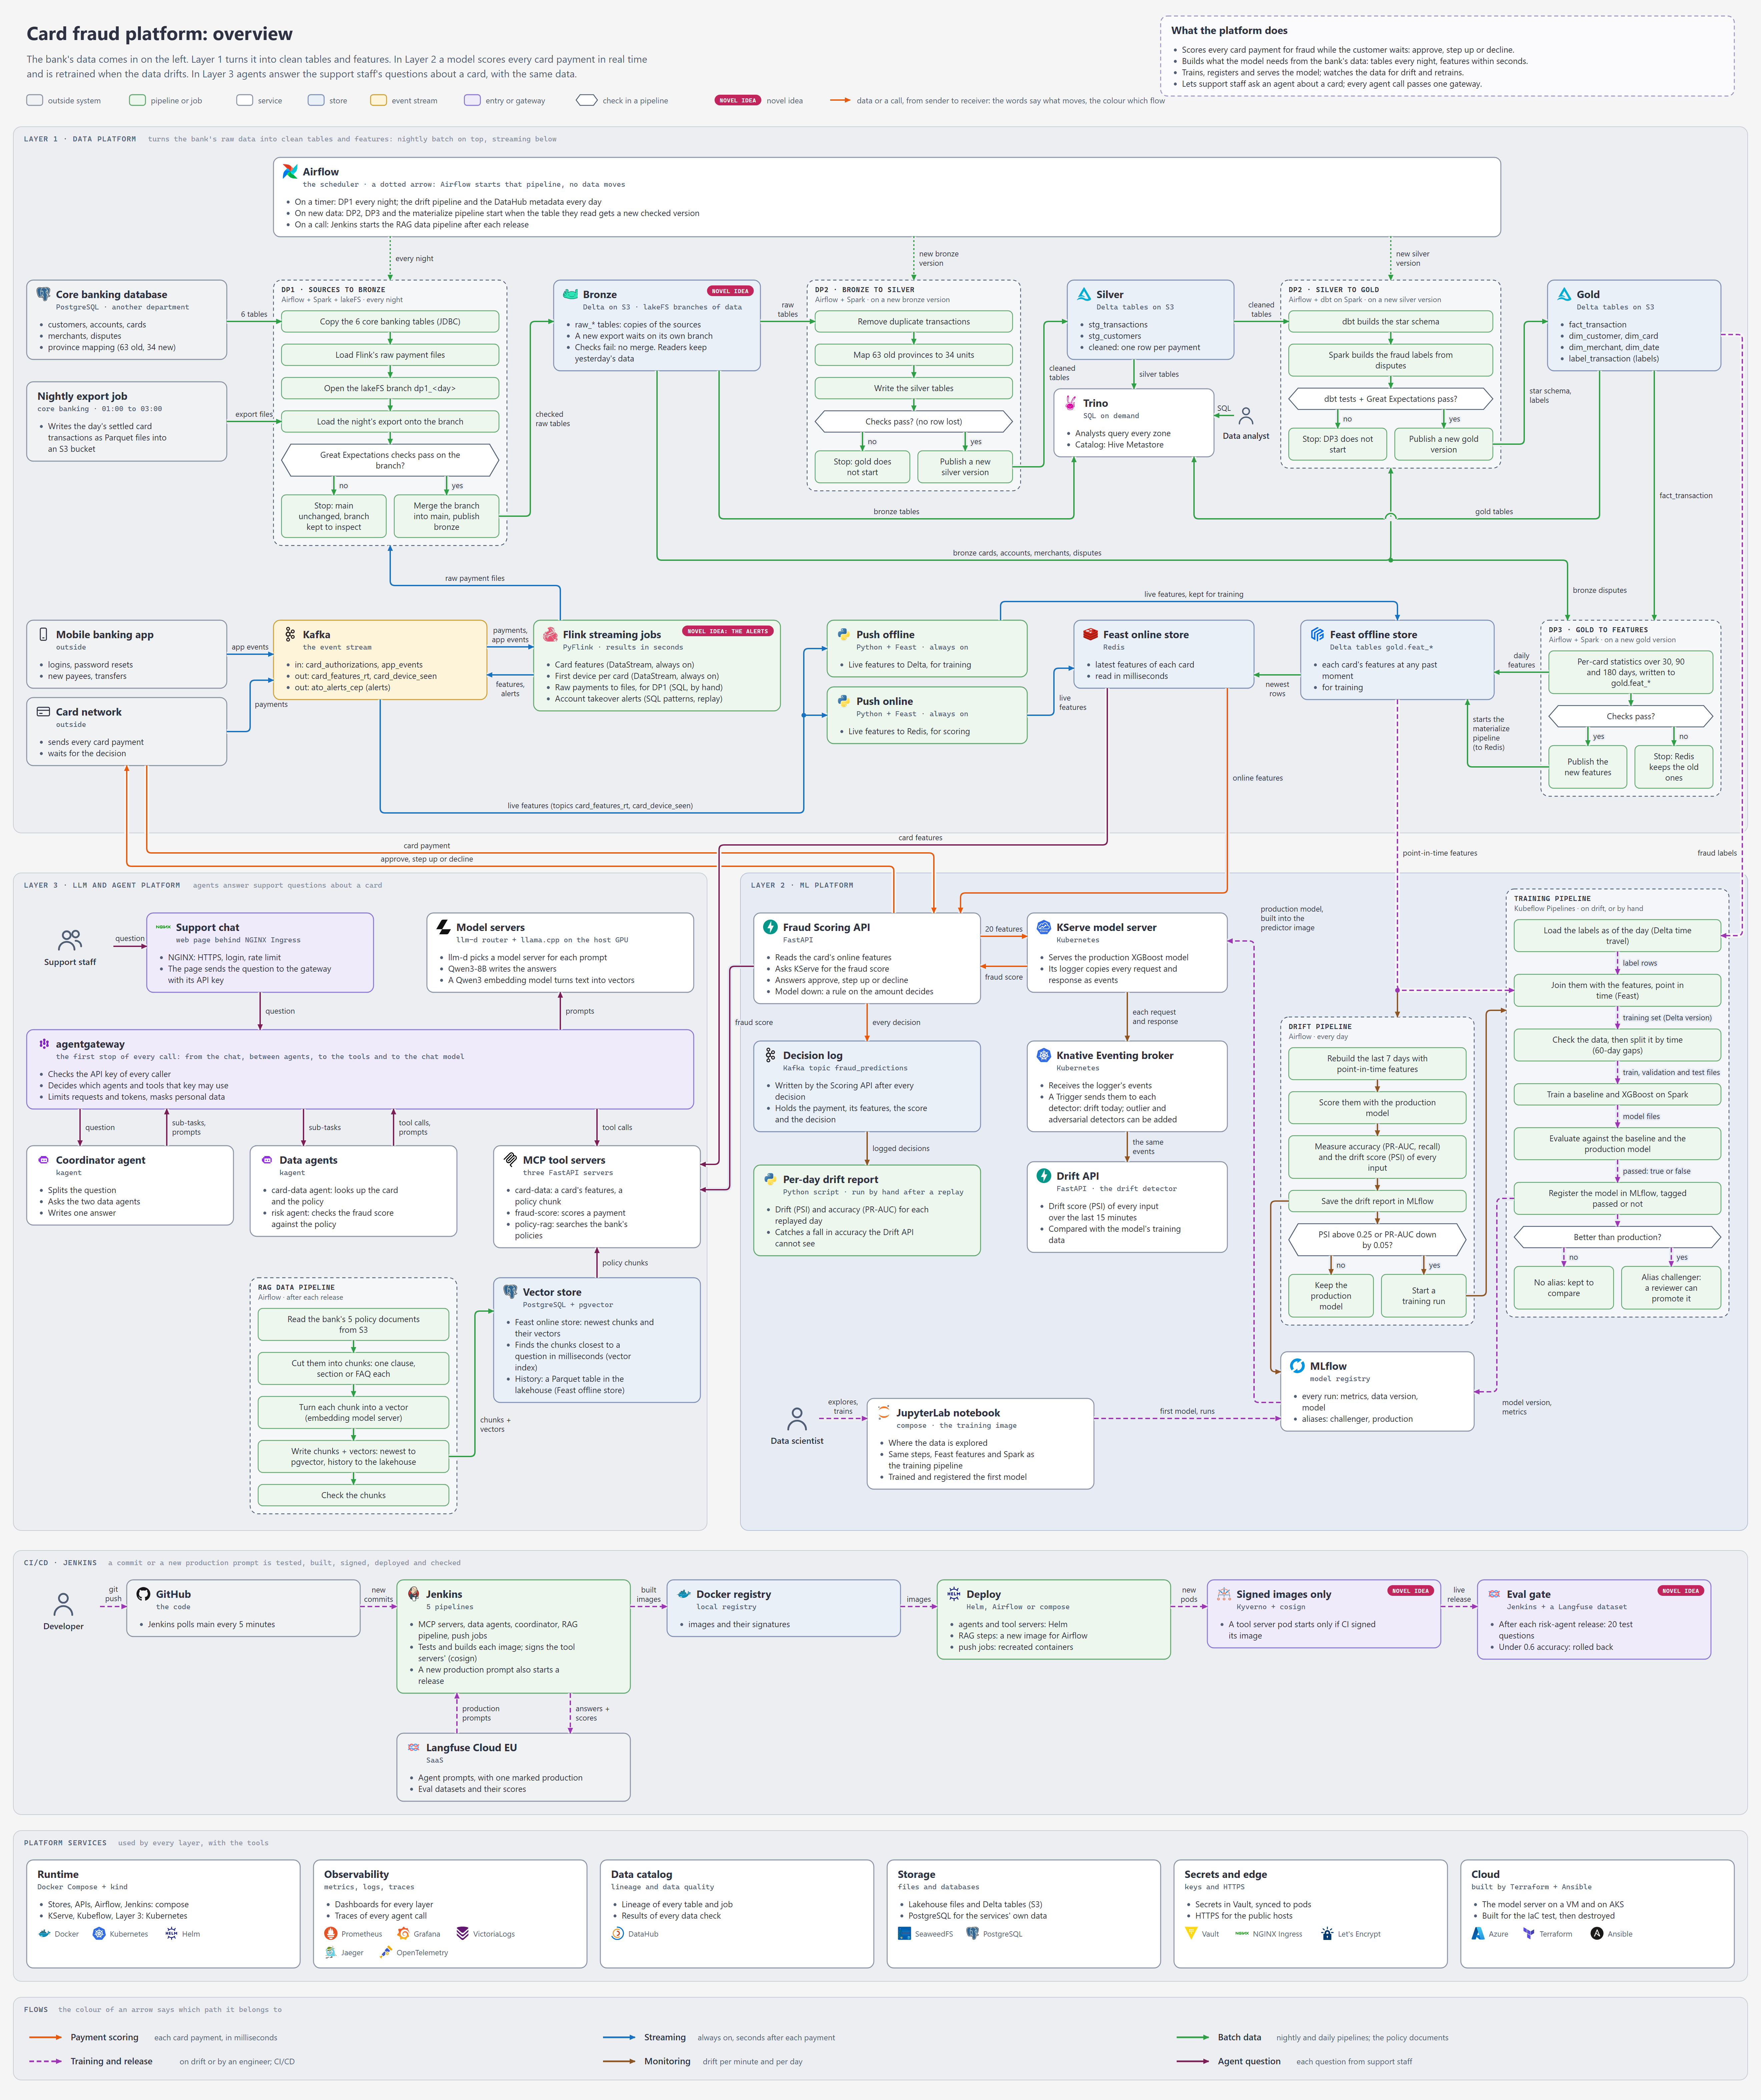 Card fraud platform: overview
The bank's data comes in on the left. Layer 1 turns it into clean tables and features. In Layer 2 a model scores every card payment in real time
and is retrained when the data drifts. In Layer 3 agents answer the support staff's questions about a card, with the same data.
outside system
pipeline or job
service
store
event stream
entry or gateway
check in a pipeline
NOVEL IDEA
novel idea
data or a call, from sender to receiver: the words say what moves, the colour which flow
What the platform does
Scores every card payment for fraud while the customer waits: approve, step up or decline.
Builds what the model needs from the bank's data: tables every night, features within seconds.
Trains, registers and serves the model; watches the data for drift and retrains.
Lets support staff ask an agent about a card; every agent call passes one gateway.
LAYER 1 · DATA PLATFORM
turns the bank's raw data into clean tables and features: nightly batch on top, streaming below
Airflow
the scheduler · a dotted arrow: Airflow starts that pipeline, no data moves
On a timer: DP1 every night; the drift pipeline and the DataHub metadata every day
On new data: DP2, DP3 and the materialize pipeline start when the table they read gets a new checked version
On a call: Jenkins starts the RAG data pipeline after each release
every night
new bronze
version
new silver
version
Core banking database
PostgreSQL · another department
customers, accounts, cards
merchants, disputes
province mapping (63 old, 34 new)
6 tables
Nightly export job
core banking · 01:00 to 03:00
Writes the day's settled card
transactions as Parquet files into
an S3 bucket
export files
DP1 · SOURCES TO BRONZE
Airflow + Spark + lakeFS · every night
Copy the 6 core banking tables (JDBC)
Load Flink's raw payment files
Open the lakeFS branch dp1_<day>
Load the night's export onto the branch
Great Expectations checks pass on the
branch?
no
yes
Stop: main
unchanged, branch
kept to inspect
Merge the branch
into main, publish
bronze
checked
raw tables
Bronze
NOVEL IDEA
Delta on S3 · lakeFS branches of data
raw_* tables: copies of the sources
A new export waits on its own branch
Checks fail: no merge. Readers keep
yesterday's data
raw
tables
DP2 · BRONZE TO SILVER
Airflow + Spark · on a new bronze version
Remove duplicate transactions
Map 63 old provinces to 34 units
Write the silver tables
Checks pass? (no row lost)
no
yes
Stop: gold does
not start
Publish a new
silver version
cleaned
tables
Silver
Delta tables on S3
stg_transactions
stg_customers
cleaned: one row per payment
silver tables
cleaned
tables
Trino
SQL on demand
Analysts query every zone
Catalog: Hive Metastore
SQL
Data analyst
DP2 · SILVER TO GOLD
Airflow + dbt on Spark · on a new silver version
dbt builds the star schema
Spark builds the fraud labels from
disputes
dbt tests + Great Expectations pass?
no
yes
Stop: DP3 does not
start
Publish a new gold
version
star schema,
labels
Gold
Delta tables on S3
fact_transaction
dim_customer, dim_card
dim_merchant, dim_date
label_transaction (labels)
fact_transaction
bronze tables
gold tables
bronze cards, accounts, merchants, disputes
bronze disputes
raw payment files
live features, kept for training
Mobile banking app
outside
logins, password resets
new payees, transfers
app events
Card network
outside
sends every card payment
waits for the decision
payments
Kafka
the event stream
in: card_authorizations, app_events
out: card_features_rt, card_device_seen
out: ato_alerts_cep (alerts)
payments,
app events
features,
alerts
Flink streaming jobs
NOVEL IDEA: THE ALERTS
PyFlink · results in seconds
Card features (DataStream, always on)
First device per card (DataStream, always on)
Raw payments to files, for DP1 (SQL, by hand)
Account takeover alerts (SQL patterns, replay)
Push offline
Python + Feast · always on
Live features to Delta, for training
Push online
Python + Feast · always on
Live features to Redis, for scoring
live
features
Feast online store
Redis
latest features of each card
read in milliseconds
newest
rows
Feast offline store
Delta tables gold.feat_*
each card's features at any past
moment
for training
daily
features
starts the
materialize
pipeline
(to Redis)
DP3 · GOLD TO FEATURES
Airflow + Spark · on a new gold version
Per-card statistics over 30, 90
and 180 days, written to
gold.feat_*
Checks pass?
yes
no
Publish the
new features
Stop: Redis
keeps the old
ones
online features
live features (topics card_features_rt, card_device_seen)
card features
card payment
approve, step up or decline
point-in-time features
fraud labels
LAYER 3 · LLM AND AGENT PLATFORM
agents answer support questions about a card
Support staff
question
Support chat
web page behind NGINX Ingress
NGINX: HTTPS, login, rate limit
The page sends the question to the gateway
with its API key
Model servers
llm-d router + llama.cpp on the host GPU
llm-d picks a model server for each prompt
Qwen3-8B writes the answers
A Qwen3 embedding model turns text into vectors
question
prompts
agentgateway
the first stop of every call: from the chat, between agents, to the tools and to the chat model
Checks the API key of every caller
Decides which agents and tools that key may use
Limits requests and tokens, masks personal data
question
sub-tasks,
prompts
sub-tasks
tool calls,
prompts
tool calls
Coordinator agent
kagent
Splits the question
Asks the two data agents
Writes one answer
Data agents
kagent
card-data agent: looks up the card
and the policy
risk agent: checks the fraud score
against the policy
MCP tool servers
three FastAPI servers
card-data: a card's features, a
policy chunk
fraud-score: scores a payment
policy-rag: searches the bank's
policies
policy chunks
RAG DATA PIPELINE
Airflow · after each release
Read the bank's 5 policy documents
from S3
Cut them into chunks: one clause,
section or FAQ each
Turn each chunk into a vector
(embedding model server)
Write chunks + vectors: newest to
pgvector, history to the lakehouse
Check the chunks
chunks +
vectors
Vector store
PostgreSQL + pgvector
Feast online store: newest chunks and
their vectors
Finds the chunks closest to a
question in milliseconds (vector
index)
History: a Parquet table in the
lakehouse (Feast offline store)
LAYER 2 · ML PLATFORM
Fraud Scoring API
FastAPI
Reads the card's online features
Asks KServe for the fraud score
Answers approve, step up or decline
Model down: a rule on the amount decides
20 features
fraud score
fraud score
every decision
KServe model server
Kubernetes
Serves the production XGBoost model
Its logger copies every request and
response as events
production model,
built into the
predictor image
each request
and response
Decision log
Kafka topic fraud_predictions
Written by the Scoring API after every
decision
Holds the payment, its features, the score
and the decision
logged decisions
Knative Eventing broker
Kubernetes
Receives the logger's events
A Trigger sends them to each
detector: drift today; outlier and
adversarial detectors can be added
the same
events
Per-day drift report
Python script · run by hand after a replay
Drift (PSI) and accuracy (PR-AUC) for each
replayed day
Catches a fall in accuracy the Drift API
cannot see
Drift API
FastAPI · the drift detector
Drift score (PSI) of every input
over the last 15 minutes
Compared with the model's training
data
DRIFT PIPELINE
Airflow · every day
Rebuild the last 7 days with
point-in-time features
Score them with the production
model
Measure accuracy (PR-AUC, recall)
and the drift score (PSI) of every
input
Save the drift report in MLflow
PSI above 0.25 or PR-AUC down
by 0.05?
no
yes
Keep the
production
model
Start a
training run
TRAINING PIPELINE
Kubeflow Pipelines · on drift, or by hand
Load the labels as of the day (Delta time
travel)
label rows
Join them with the features, point in
time (Feast)
training set (Delta version)
Check the data, then split it by time
(60-day gaps)
train, validation and test files
Train a baseline and XGBoost on Spark
model files
Evaluate against the baseline and the
production model
passed: true or false
Register the model in MLflow, tagged
passed or not
Better than production?
no
yes
No alias: kept to
compare
Alias challenger:
a reviewer can
promote it
MLflow
model registry
every run: metrics, data version,
model
aliases: challenger, production
model version,
metrics
Data scientist
explores,
trains
JupyterLab notebook
compose · the training image
Where the data is explored
Same steps, Feast features and Spark as
the training pipeline
Trained and registered the first model
first model, runs
CI/CD · JENKINS
a commit or a new production prompt is tested, built, signed, deployed and checked
Developer
git
push
GitHub
the code
Jenkins polls main every 5 minutes
new
commits
Jenkins
5 pipelines
MCP servers, data agents, coordinator, RAG
pipeline, push jobs
Tests and builds each image; signs the tool
servers' (cosign)
A new production prompt also starts a
release
built
images
Docker registry
local registry
images and their signatures
images
Deploy
Helm, Airflow or compose
agents and tool servers: Helm
RAG steps: a new image for Airflow
push jobs: recreated containers
new
pods
Signed images only
NOVEL IDEA
Kyverno + cosign
A tool server pod starts only if CI signed
its image
live
release
Eval gate
NOVEL IDEA
Jenkins + a Langfuse dataset
After each risk-agent release: 20 test
questions
Under 0.6 accuracy: rolled back
production
prompts
answers +
scores
Langfuse Cloud EU
SaaS
Agent prompts, with one marked production
Eval datasets and their scores
PLATFORM SERVICES
used by every layer, with the tools
Runtime
Docker Compose + kind
Stores, APIs, Airflow, Jenkins: compose
KServe, Kubeflow, Layer 3: Kubernetes
Docker
Kubernetes
Helm
Observability
metrics, logs, traces
Dashboards for every layer
Traces of every agent call
Prometheus
Grafana
VictoriaLogs
Jaeger
OpenTelemetry
Data catalog
lineage and data quality
Lineage of every table and job
Results of every data check
DataHub
Storage
files and databases
Lakehouse files and Delta tables (S3)
PostgreSQL for the services' own data
SeaweedFS
PostgreSQL
Secrets and edge
keys and HTTPS
Secrets in Vault, synced to pods
HTTPS for the public hosts
Vault
NGINX Ingress
Let's Encrypt
Cloud
built by Terraform + Ansible
The model server on a VM and on AKS
Built for the IaC test, then destroyed
Azure
Terraform
Ansible
FLOWS
the colour of an arrow says which path it belongs to
Payment scoring
each card payment, in milliseconds
Streaming
always on, seconds after each payment
Batch data
nightly and daily pipelines; the policy documents
Training and release
on drift or by an engineer; CI/CD
Monitoring
drift per minute and per day
Agent question
each question from support staff